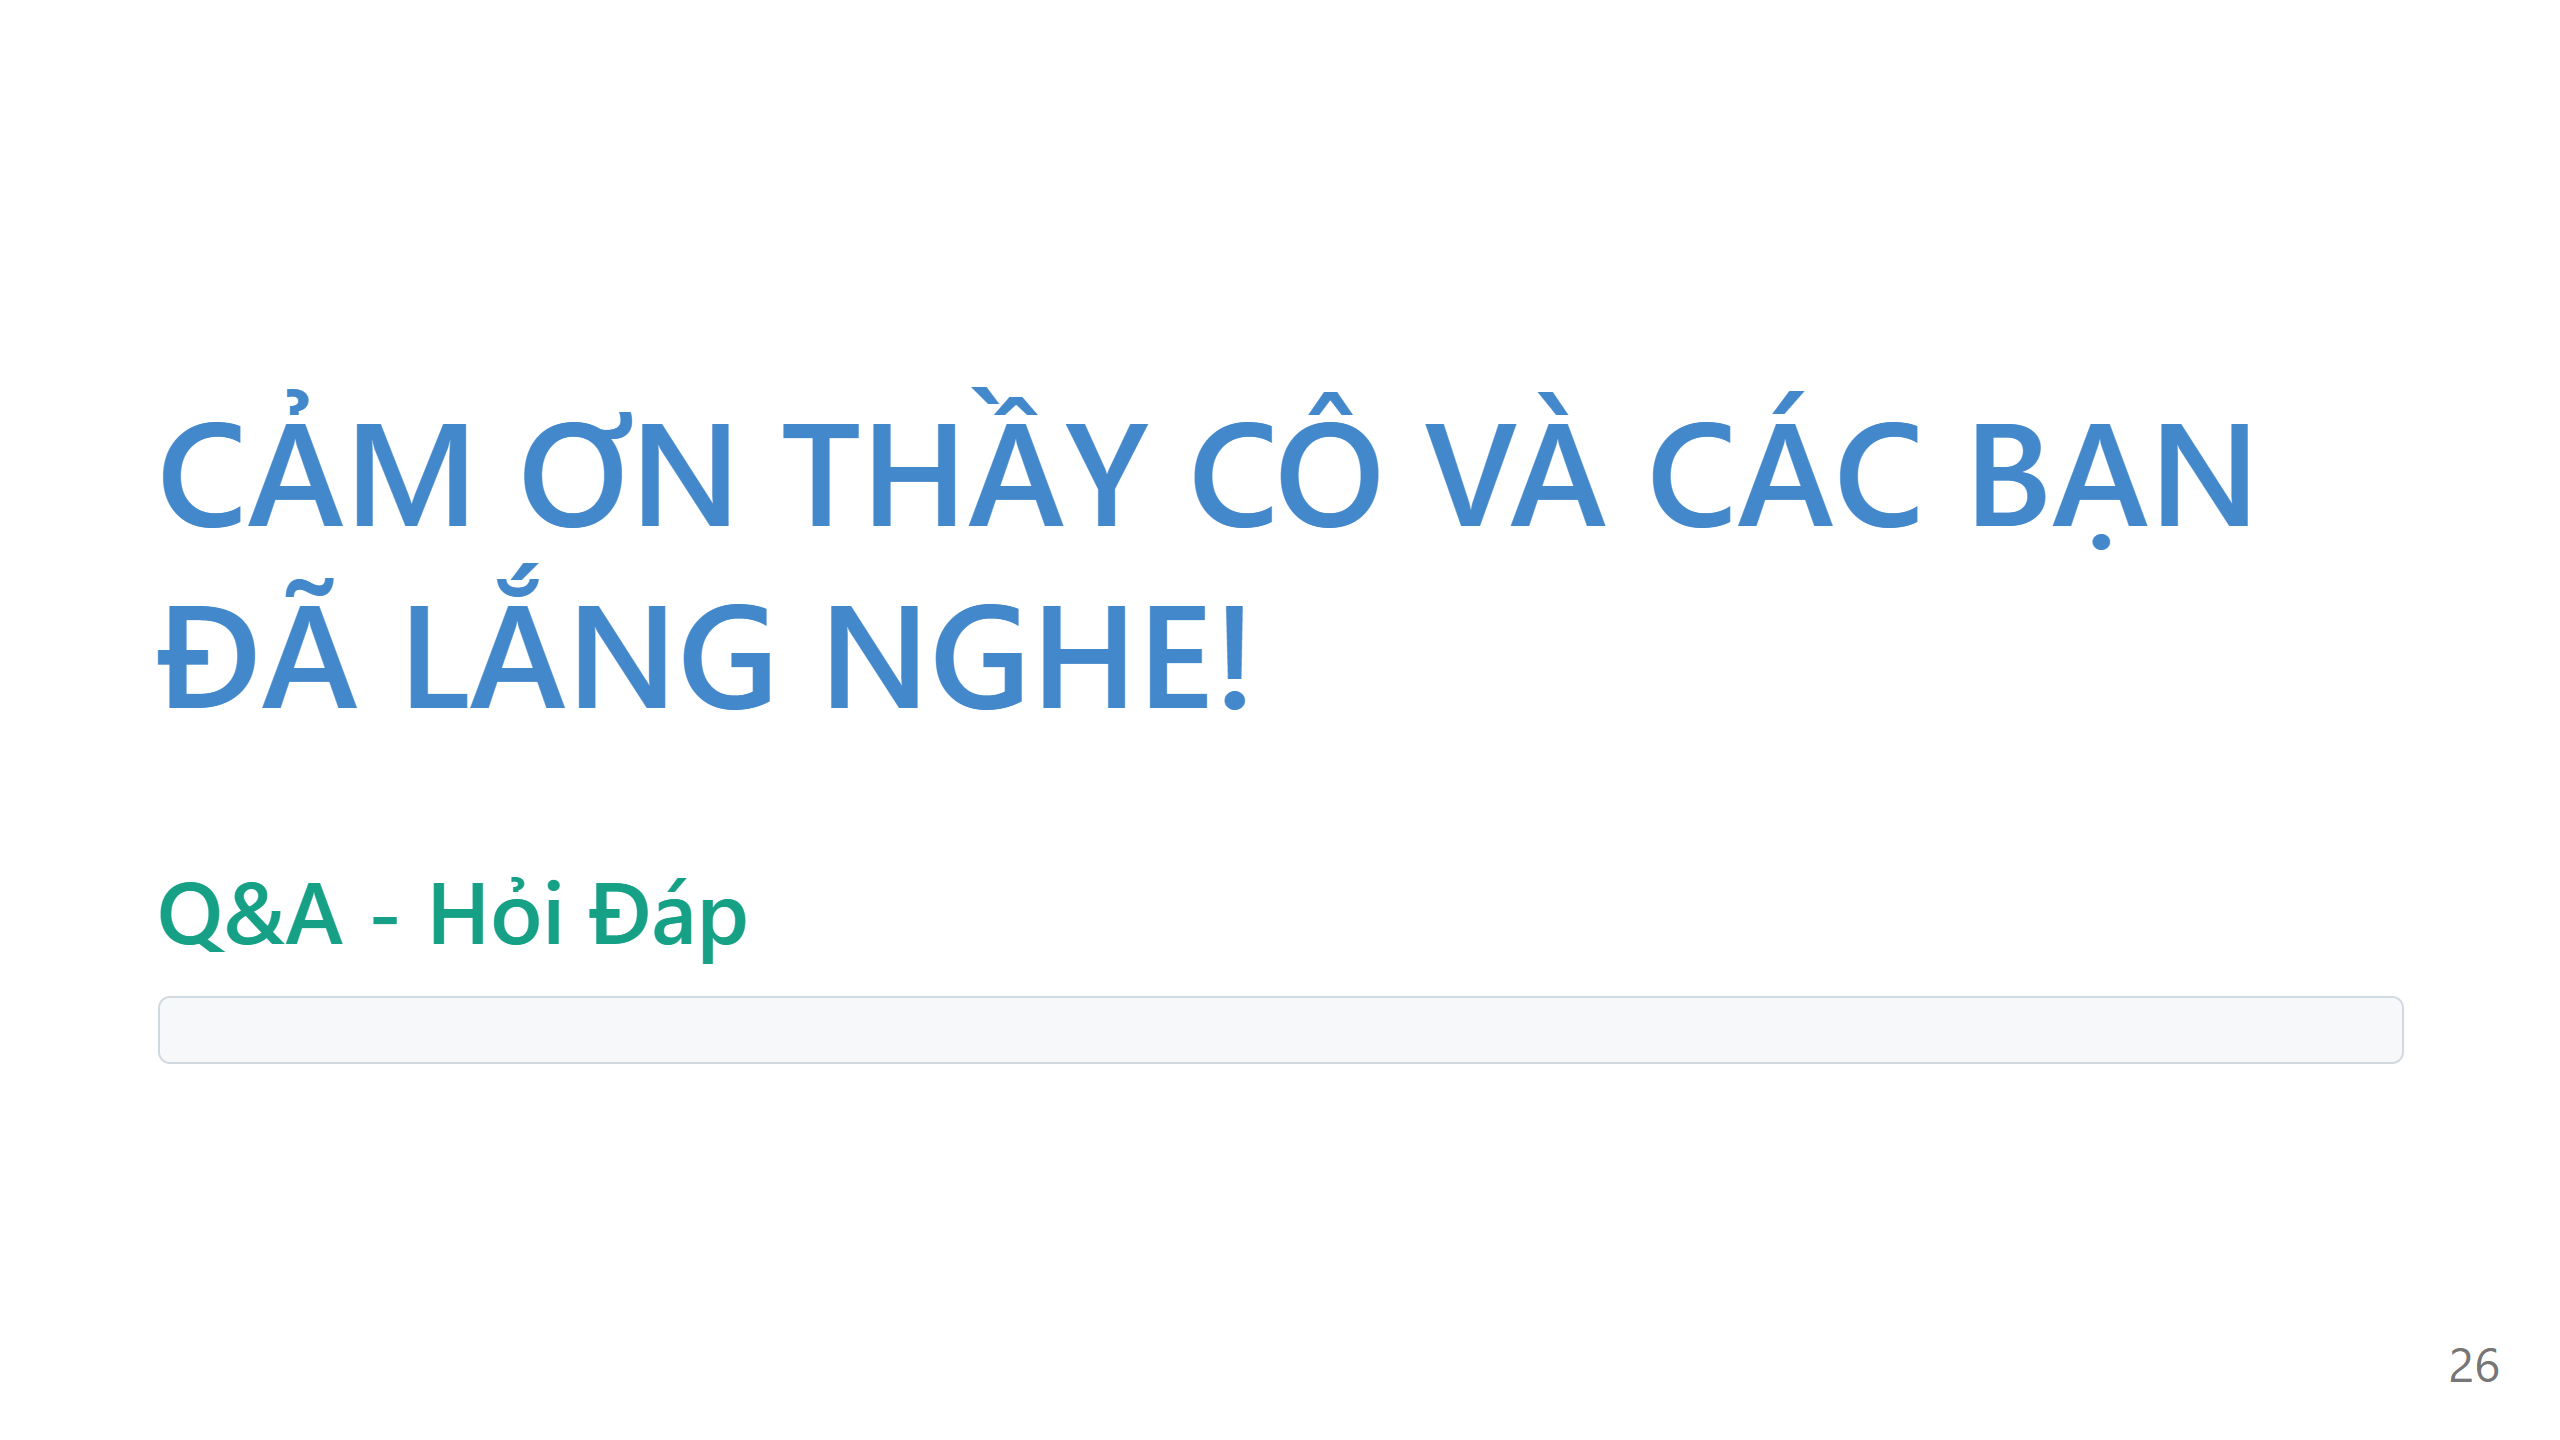 CẢM ƠN THẦY CÔ VÀ CÁC BẠN
ĐÃ LẮNG NGHE!
Q&A - Hỏi Đáp
26